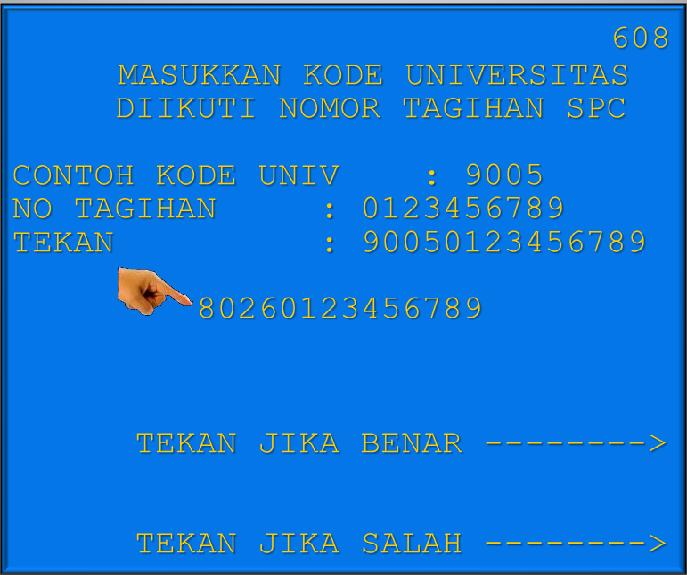 608
MASUKKAN KODE UNIVERSITAS
DIIKUTI NOMOR TAGIHAN SPC
CONTOH KODE UNIV : 9005
NO TAGIHAN : 0123456789
TEKAN : 90050123456789
80260123456789
TEKAN JIKA BENAR -------->
TEKAN JIKA SALAH -------->